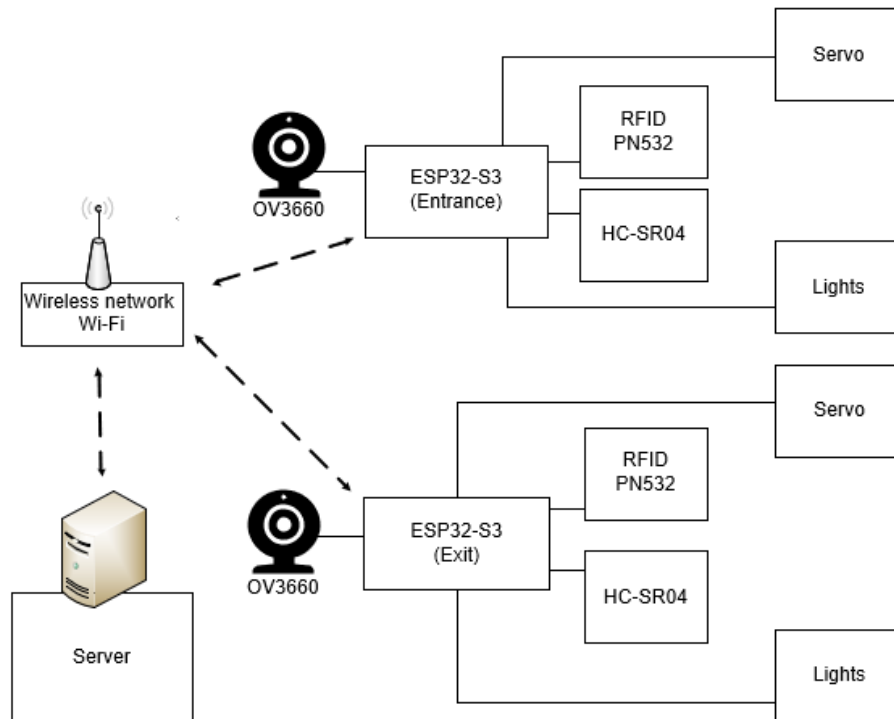 Servo
RFID
PN532
ESP32-S3
(Entrance)
OV3660
HC-SR04
Wireless network
Wi-Fi
Lights
Servo
RFID
PN532
ESP32-S3
(Exit)
OV3660
HC-SR04
Server
Lights